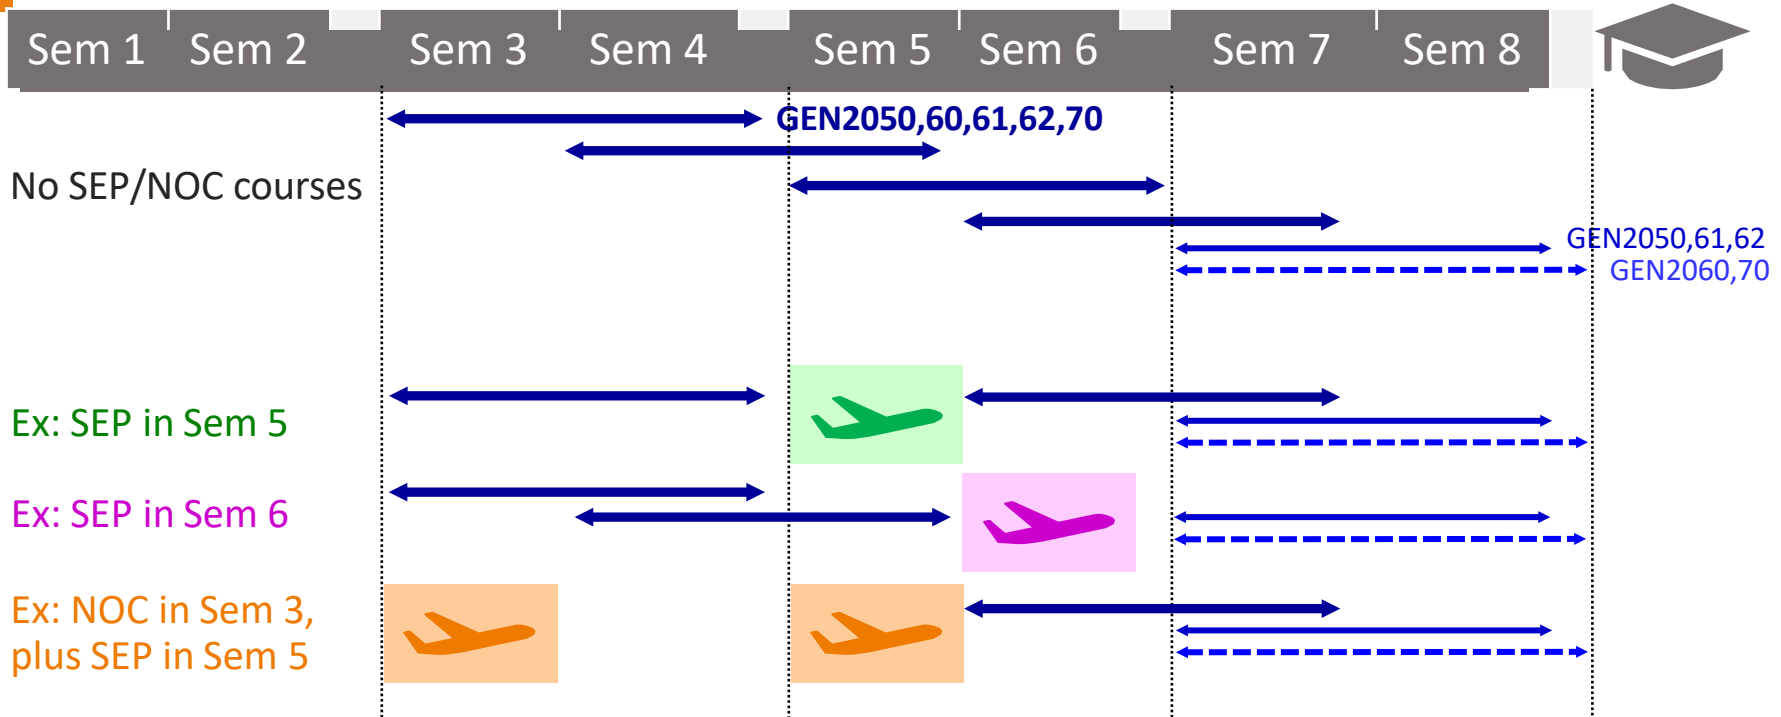 Sem 1 Sem 2 Sem 3 Sem 4 Sem 5 Sem 6 Sem 7 Sem 8
GEN2050,60,61,62,70
No SEP/NOC courses
GEN2050,61,62
GEN2060,70
Ex: SEP in Sem 5
Ex: SEP in Sem 6
Ex: NOC in Sem 3,
plus SEP in Sem 5